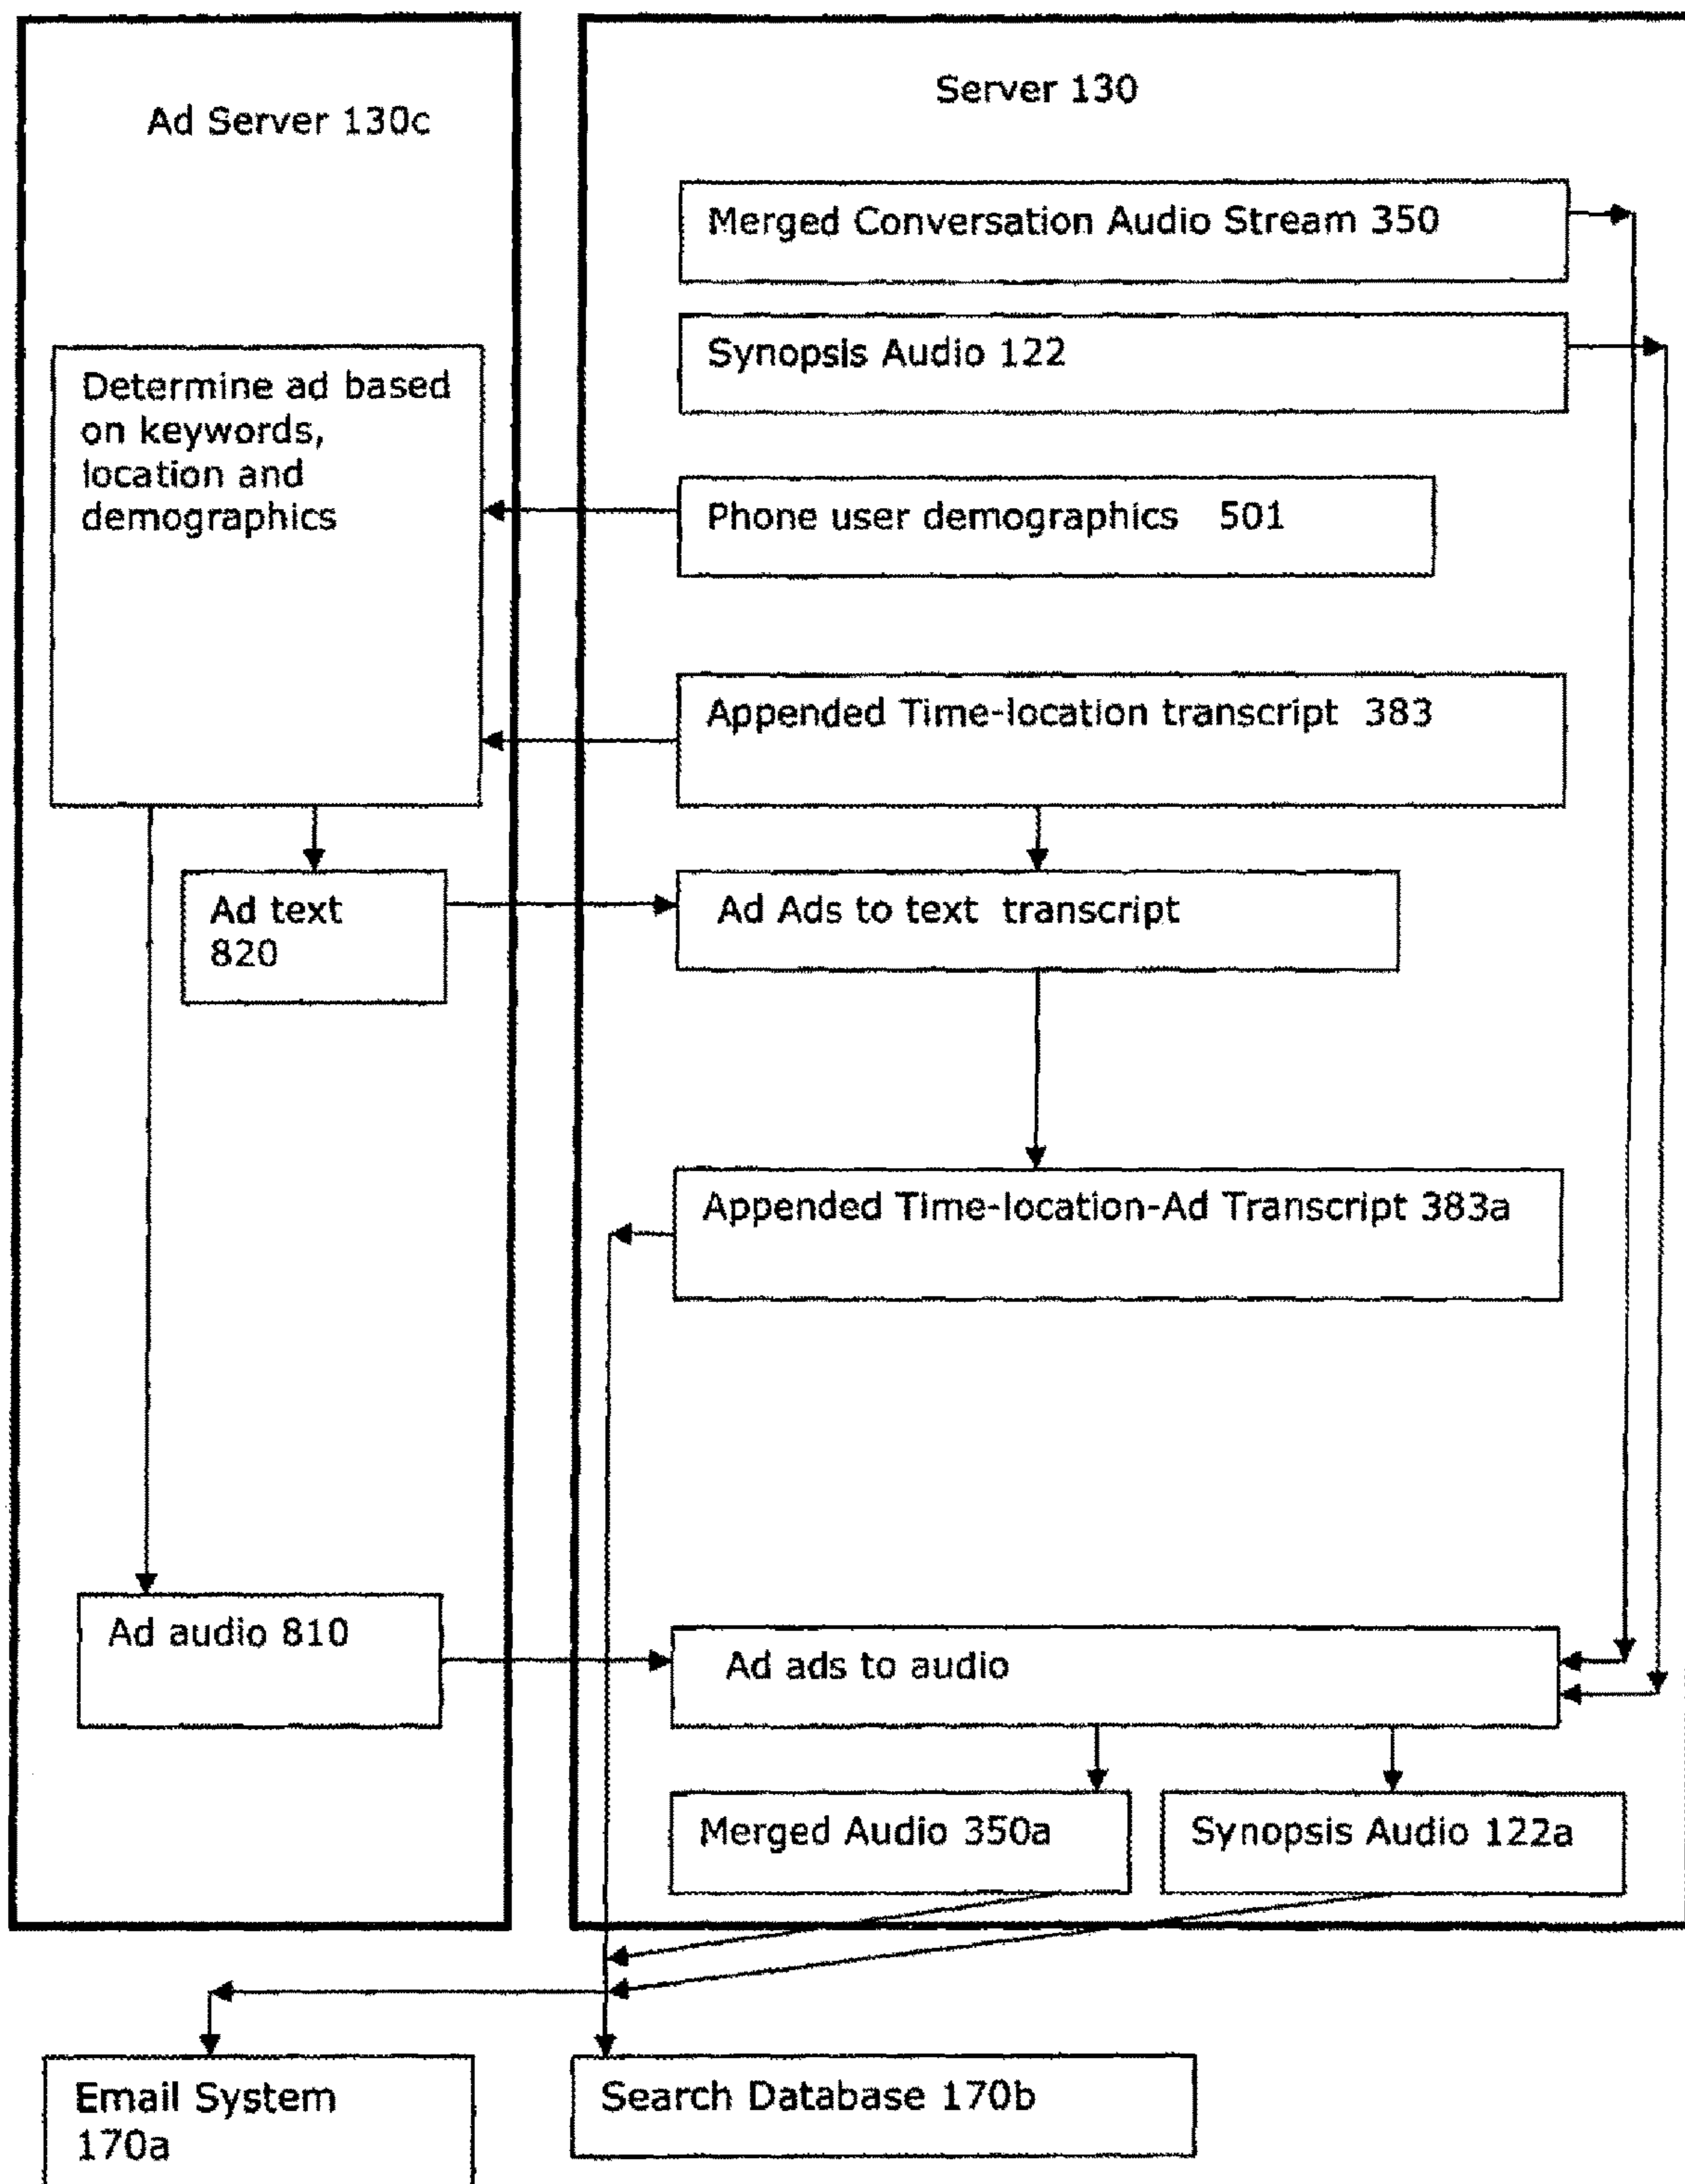 Ad Server 130c
Server 130
Merged Conversation Audio Stream 350
Synopsis Audio 122
Determine ad based
on keywords,
location and
demographics
Phone user demographics 501
Appended Time-location transcript 383
Ad text
820
Ad Ads to text transcript
Appended Time-location-Ad Transcript 383a
Ad audio 810
Ad ads to audio
Merged Audio 350a
Synopsis Audio 122a
Email System
170a
Search Database 170b